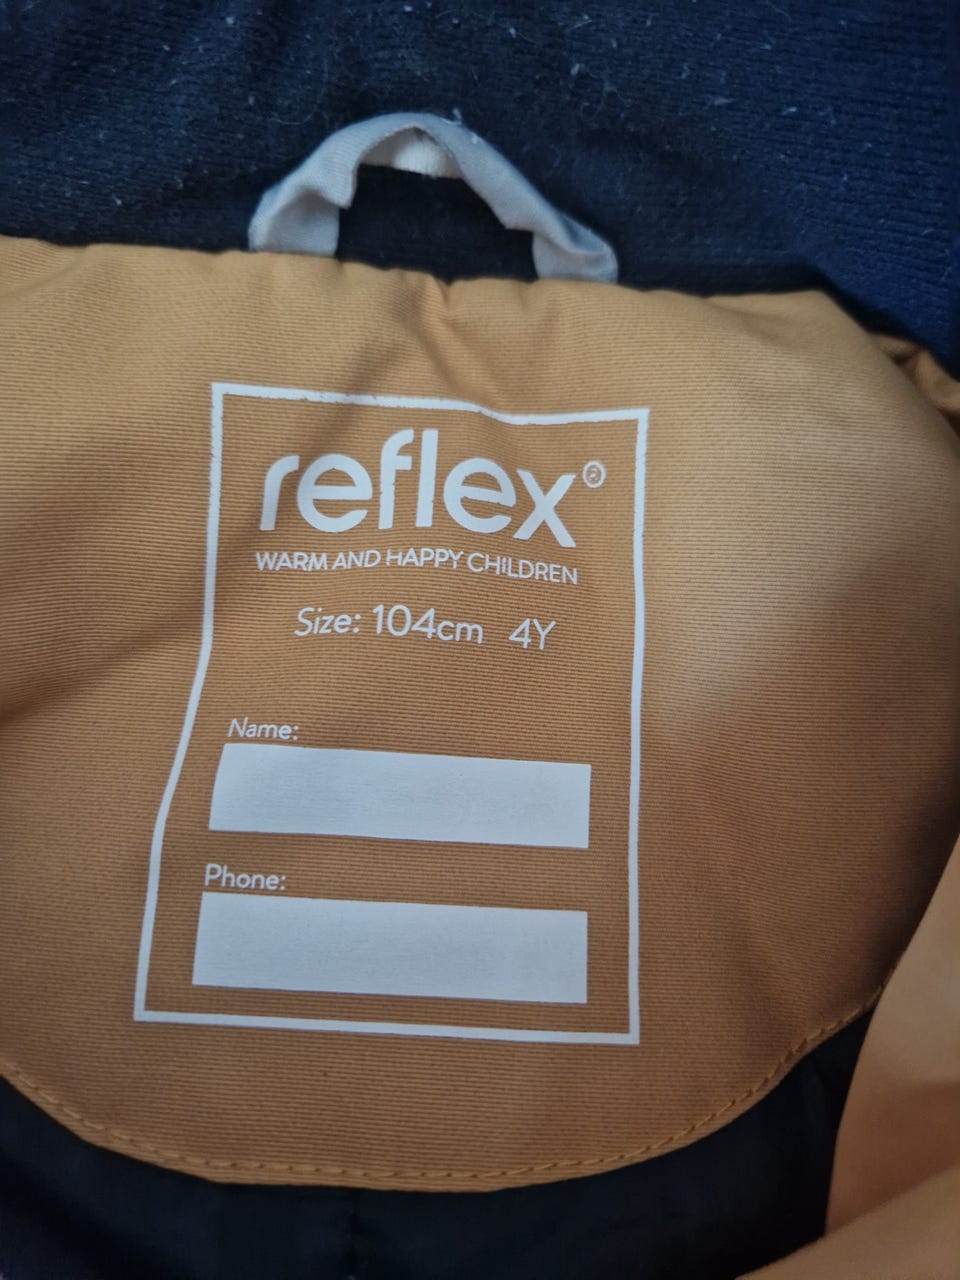 reflex®
WARM AND HAPPY CHILDREN
Size: 104cm 4Y
Name:
Phone: